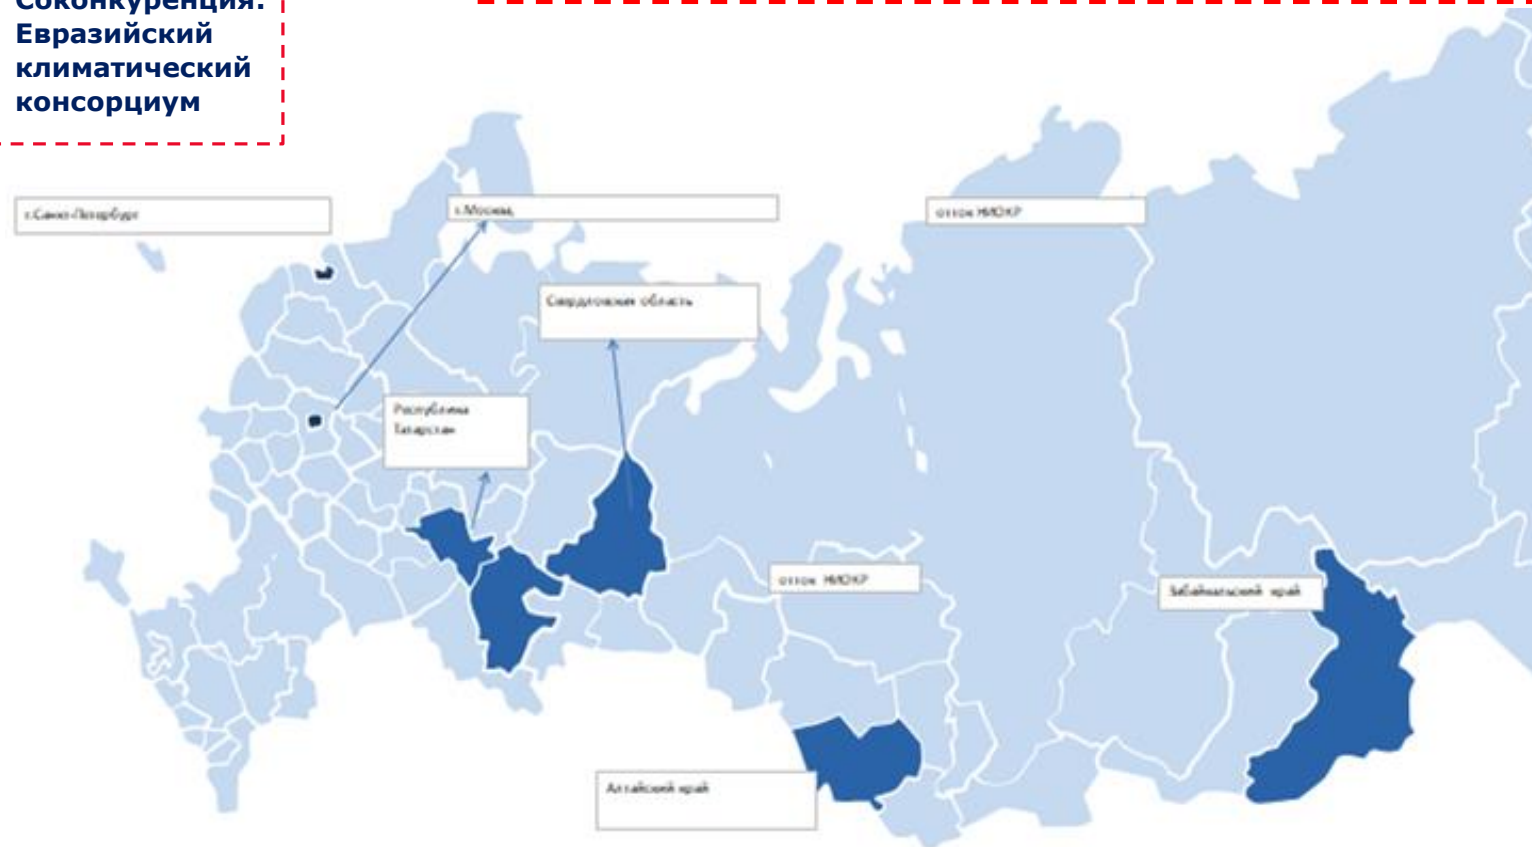 Соконкуренция:
Евразийский
климатический
консорциум
г.Санкт-Петербург
г.Москва,
отток НИОКР
Свердловская область
Республика
Татарстан
отток НИОКР
Забайкальский край
Алтайский край